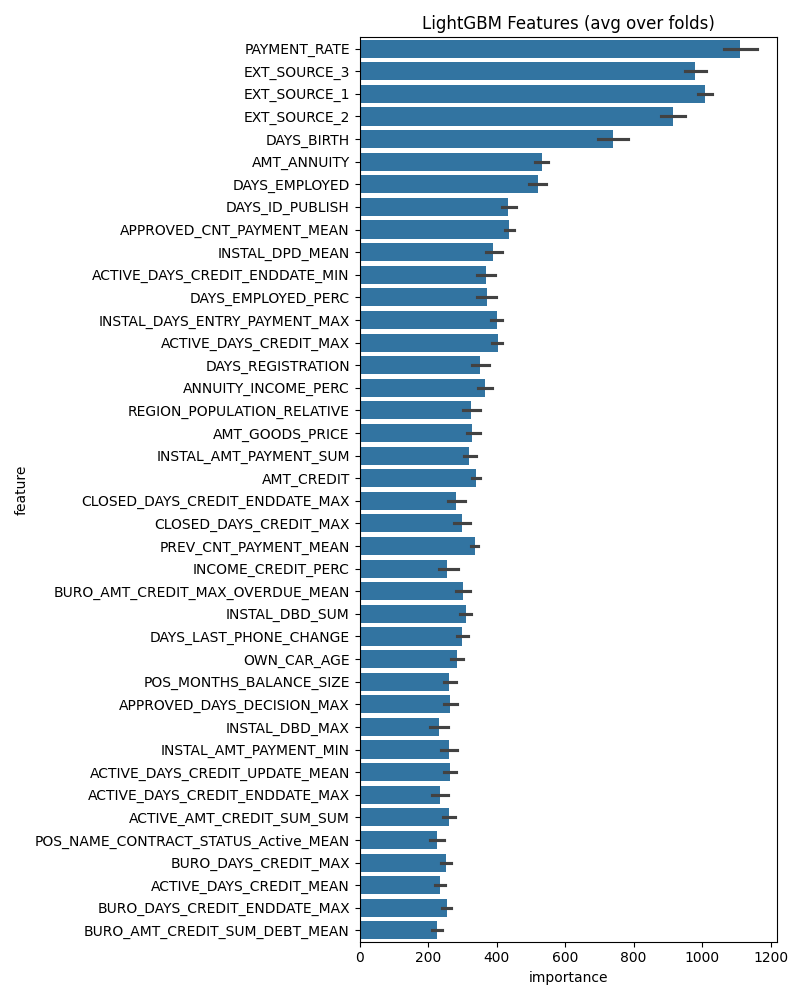 LightGBM Features (avg over folds)
feature
PAYMENT_RATE
EXT_SOURCE_3
EXT_SOURCE_1
EXT_SOURCE_2
DAYS_BIRTH
AMT_ANNUITY
DAYS_EMPLOYED
DAYS_ID_PUBLISH
APPROVED_CNT_PAYMENT_MEAN
INSTAL_DPD_MEAN
ACTIVE_DAYS_CREDIT_ENDDATE_MIN
DAYS_EMPLOYED_PERC
INSTAL_DAYS_ENTRY_PAYMENT_MAX
ACTIVE_DAYS_CREDIT_MAX
DAYS_REGISTRATION
ANNUITY_INCOME_PERC
REGION_POPULATION_RELATIVE
AMT_GOODS_PRICE
INSTAL_AMT_PAYMENT_SUM
AMT_CREDIT
CLOSED_DAYS_CREDIT_ENDDATE_MAX
CLOSED_DAYS_CREDIT_MAX
PREV_CNT_PAYMENT_MEAN
INCOME_CREDIT_PERC
BURO_AMT_CREDIT_MAX_OVERDUE_MEAN
INSTAL_DBD_SUM
DAYS_LAST_PHONE_CHANGE
OWN_CAR_AGE
POS_MONTHS_BALANCE_SIZE
APPROVED_DAYS_DECISION_MAX
INSTAL_DBD_MAX
INSTAL_AMT_PAYMENT_MIN
ACTIVE_DAYS_CREDIT_UPDATE_MEAN
ACTIVE_DAYS_CREDIT_ENDDATE_MAX
ACTIVE_AMT_CREDIT_SUM_SUM
POS_NAME_CONTRACT_STATUS_Active_MEAN
BURO_DAYS_CREDIT_MAX
ACTIVE_DAYS_CREDIT_MEAN
BURO_DAYS_CREDIT_ENDDATE_MAX
BURO_AMT_CREDIT_SUM_DEBT_MEAN
0 200 400 600 800 1000 1200
importance